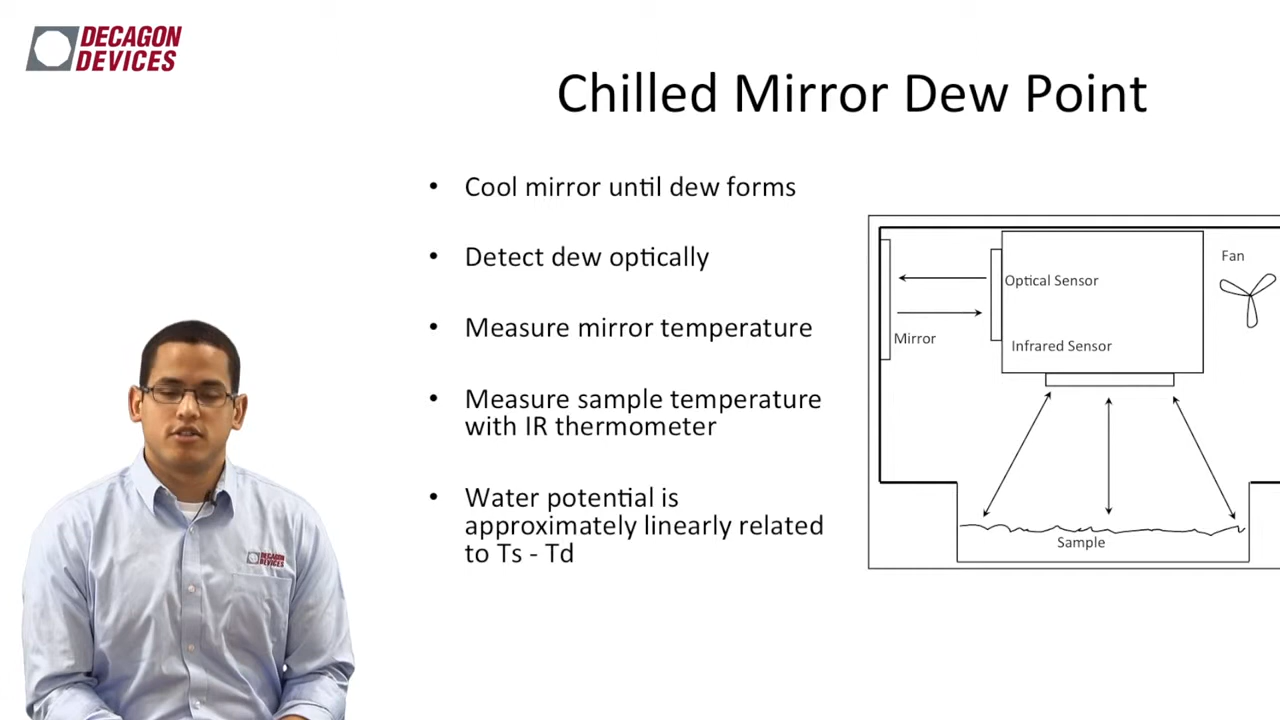 DECAGON
DEVICES
Chilled Mirror Dew Point
• Cool mirror until dew forms
• Detect dew optically
• Measure mirror temperature
• Measure sample temperature
with IR thermometer
• Water potential is
approximately linearly related
to Ts - Td
Fan
Optical Sensor
Mirror
Infrared Sensor
Sample
DECAGON
DEVICES